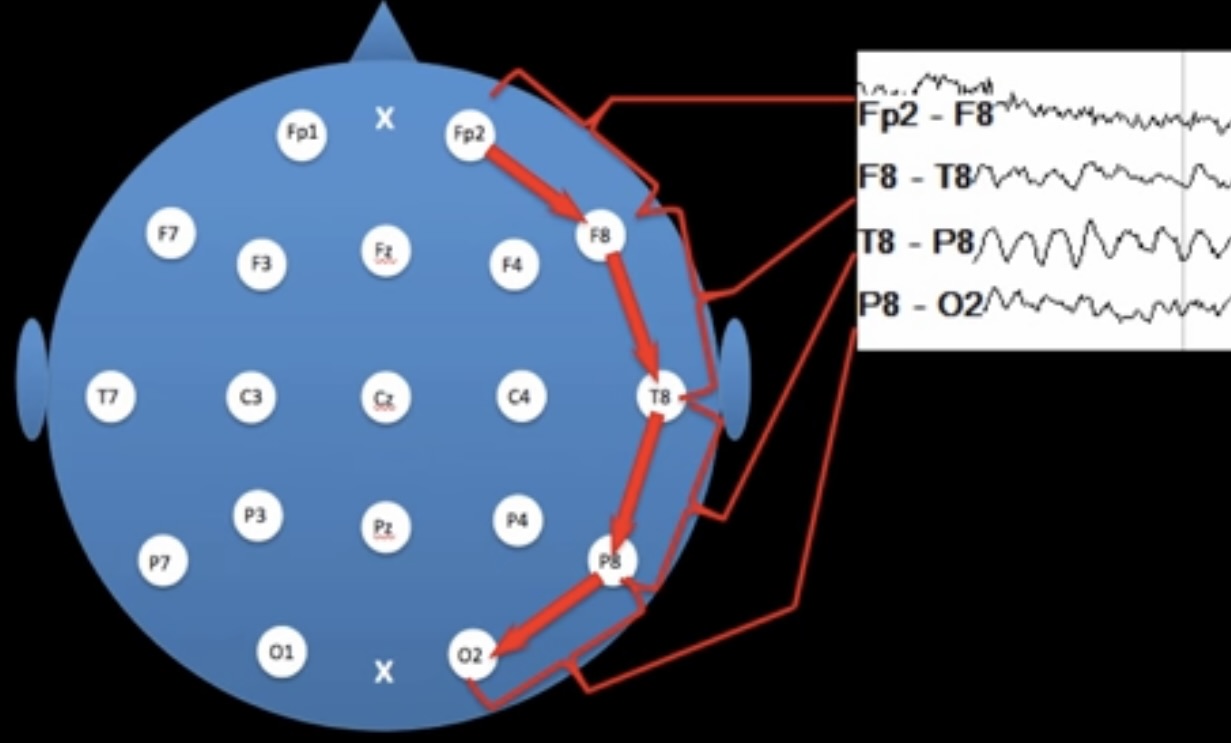 Fp1 X Fp2
F7 F3 Fz F4 F8
T7 C3 Cz C4 T8
P7 P3 Pz P4 P8
O1 X O2
Fp2 - F8
F8 - T8
T8 - P8
P8 - O2